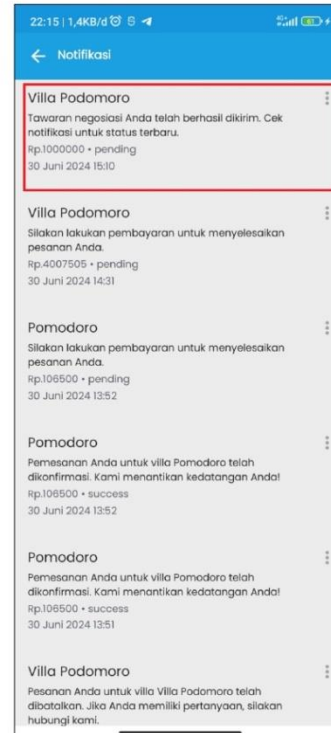 22:15 | 1,4KB/d
Notifikasi
Villa Podomoro
Tawaran negosiasi Anda telah berhasil dikirim. Cek
notifikasi untuk status terbaru.
Rp.1000000 • pending
30 Juni 2024 15:10
Villa Podomoro
Silakan lakukan pembayaran untuk menyelesaikan
pesanan Anda.
Rp.4007505 • pending
30 Juni 2024 14:31
Pomodoro
Silakan lakukan pembayaran untuk menyelesaikan
pesanan Anda.
Rp.106500 • pending
30 Juni 2024 13:52
Pomodoro
Pemesanan Anda untuk villa Pomodoro telah
dikonfirmasi. Kami menantikan kedatangan Anda!
Rp.106500 • success
30 Juni 2024 13:52
Pomodoro
Pemesanan Anda untuk villa Pomodoro telah
dikonfirmasi. Kami menantikan kedatangan Anda!
Rp.106500 • success
30 Juni 2024 13:51
Villa Podomoro
Pesanan Anda untuk villa Villa Podomoro telah
dibatalkan. Jika Anda memiliki pertanyaan, silakan
hubungi kami.